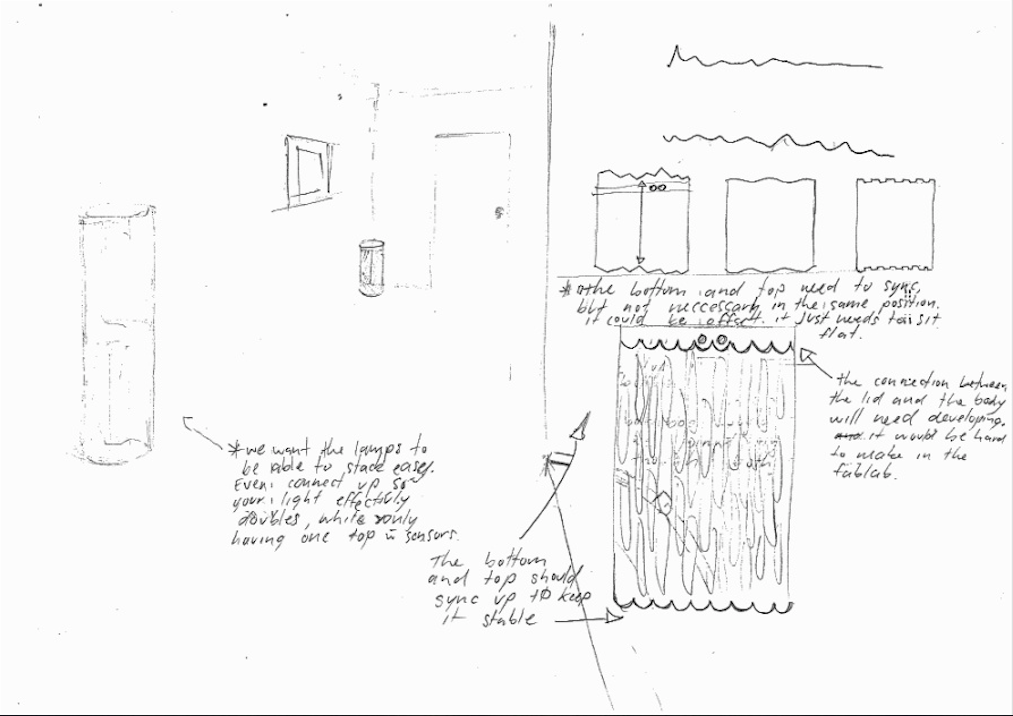 * the bottom and top need to sync,
but not neccessary in the same position.
it could be offset. it just needs to sit
flat.
the connection between
the lid and the body
will need developing.
it would be hard
to make in the
fablab.
* we want the lamps to
be able to stack easey.
Even connect up so
your light effectivly
doubles, while only
having one top w sensors.
The bottom
and top should
sync up to keep
it stable